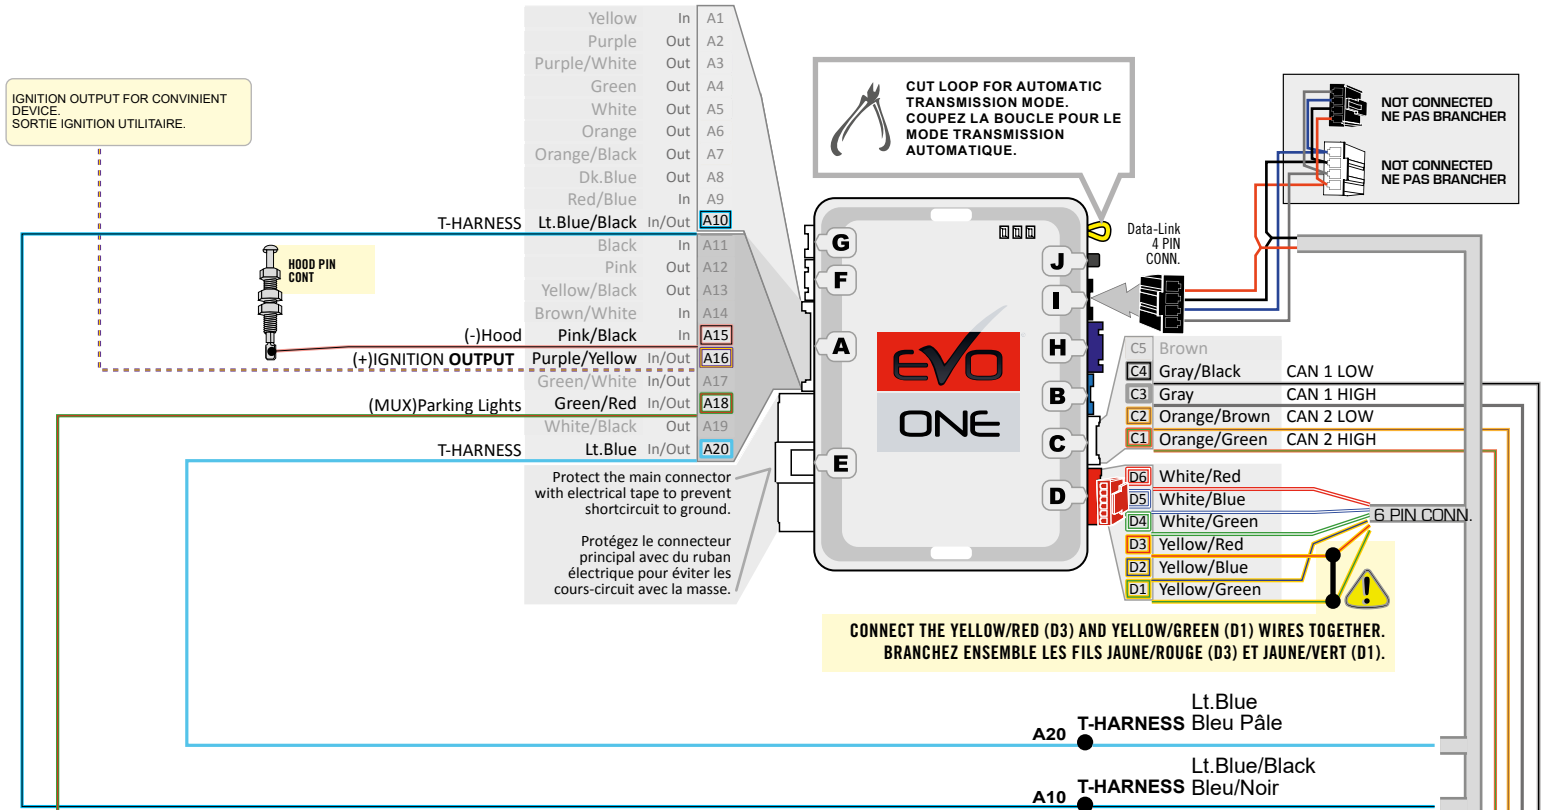 IGNITION OUTPUT FOR CONVINIENT
DEVICE.
SORTIE IGNITION UTILITAIRE.
Yellow In A1
Purple Out A2
Purple/White Out A3
Green Out A4
White Out A5
Orange Out A6
Orange/Black Out A7
Dk.Blue Out A8
Red/Blue In A9
T-HARNESS Lt.Blue/Black In/Out A10
Black In A11
Pink Out A12
Yellow/Black Out A13
Brown/White In A14
(-)Hood Pink/Black In A15
(+)IGNITION OUTPUT Purple/Yellow In/Out A16
Green/White In/Out A17
(MUX)Parking Lights Green/Red In/Out A18
White/Black Out A19
T-HARNESS Lt.Blue In/Out A20
HOOD PIN
CONT
Protect the main connector
with electrical tape to prevent
shortcircuit to ground.
Protégez le connecteur
principal avec du ruban
électrique pour éviter les
cours-circuit avec la masse.
CUT LOOP FOR AUTOMATIC
TRANSMISSION MODE.
COUPEZ LA BOUCLE POUR LE
MODE TRANSMISSION
AUTOMATIQUE.
G
F
A
E
J
I
H
B
C
D
EVO
ONE
Data-Link
4 PIN
CONN.
NOT CONNECTED
NE PAS BRANCHER
NOT CONNECTED
NE PAS BRANCHER
C5 Brown
C4 Gray/Black CAN 1 LOW
C3 Gray CAN 1 HIGH
C2 Orange/Brown CAN 2 LOW
C1 Orange/Green CAN 2 HIGH
D6 White/Red
D5 White/Blue
D4 White/Green
D3 Yellow/Red
D2 Yellow/Blue
D1 Yellow/Green
6 PIN CONN.
CONNECT THE YELLOW/RED (D3) AND YELLOW/GREEN (D1) WIRES TOGETHER.
BRANCHEZ ENSEMBLE LES FILS JAUNE/ROUGE (D3) ET JAUNE/VERT (D1).
Lt.Blue
A20 T-HARNESS Bleu Pâle
Lt.Blue/Black
A10 T-HARNESS Bleu/Noir